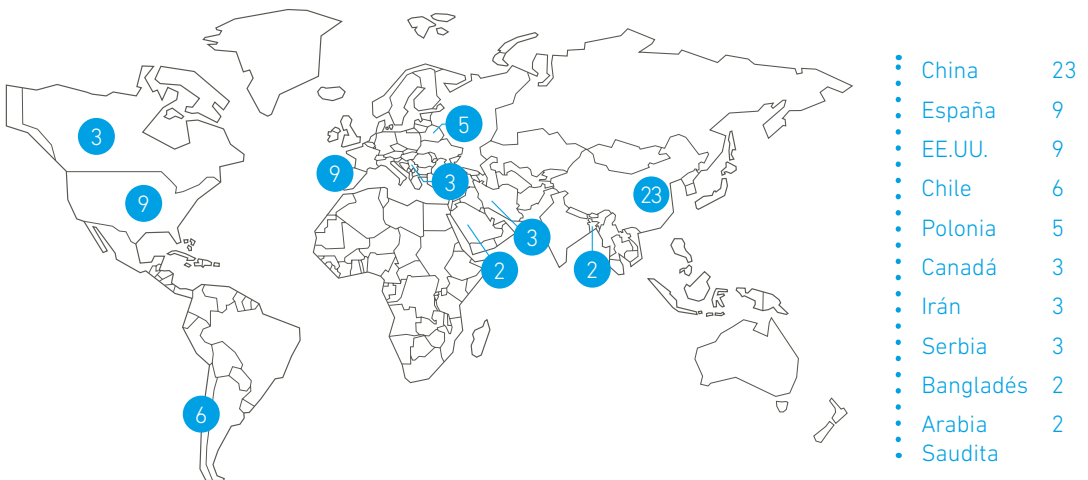 3
5
9
3
23
9
3
2
2
6
China 23
España 9
EE.UU. 9
Chile 6
Polonia 5
Canadá 3
Irán 3
Serbia 3
Bangladés 2
Arabia 2
Saudita